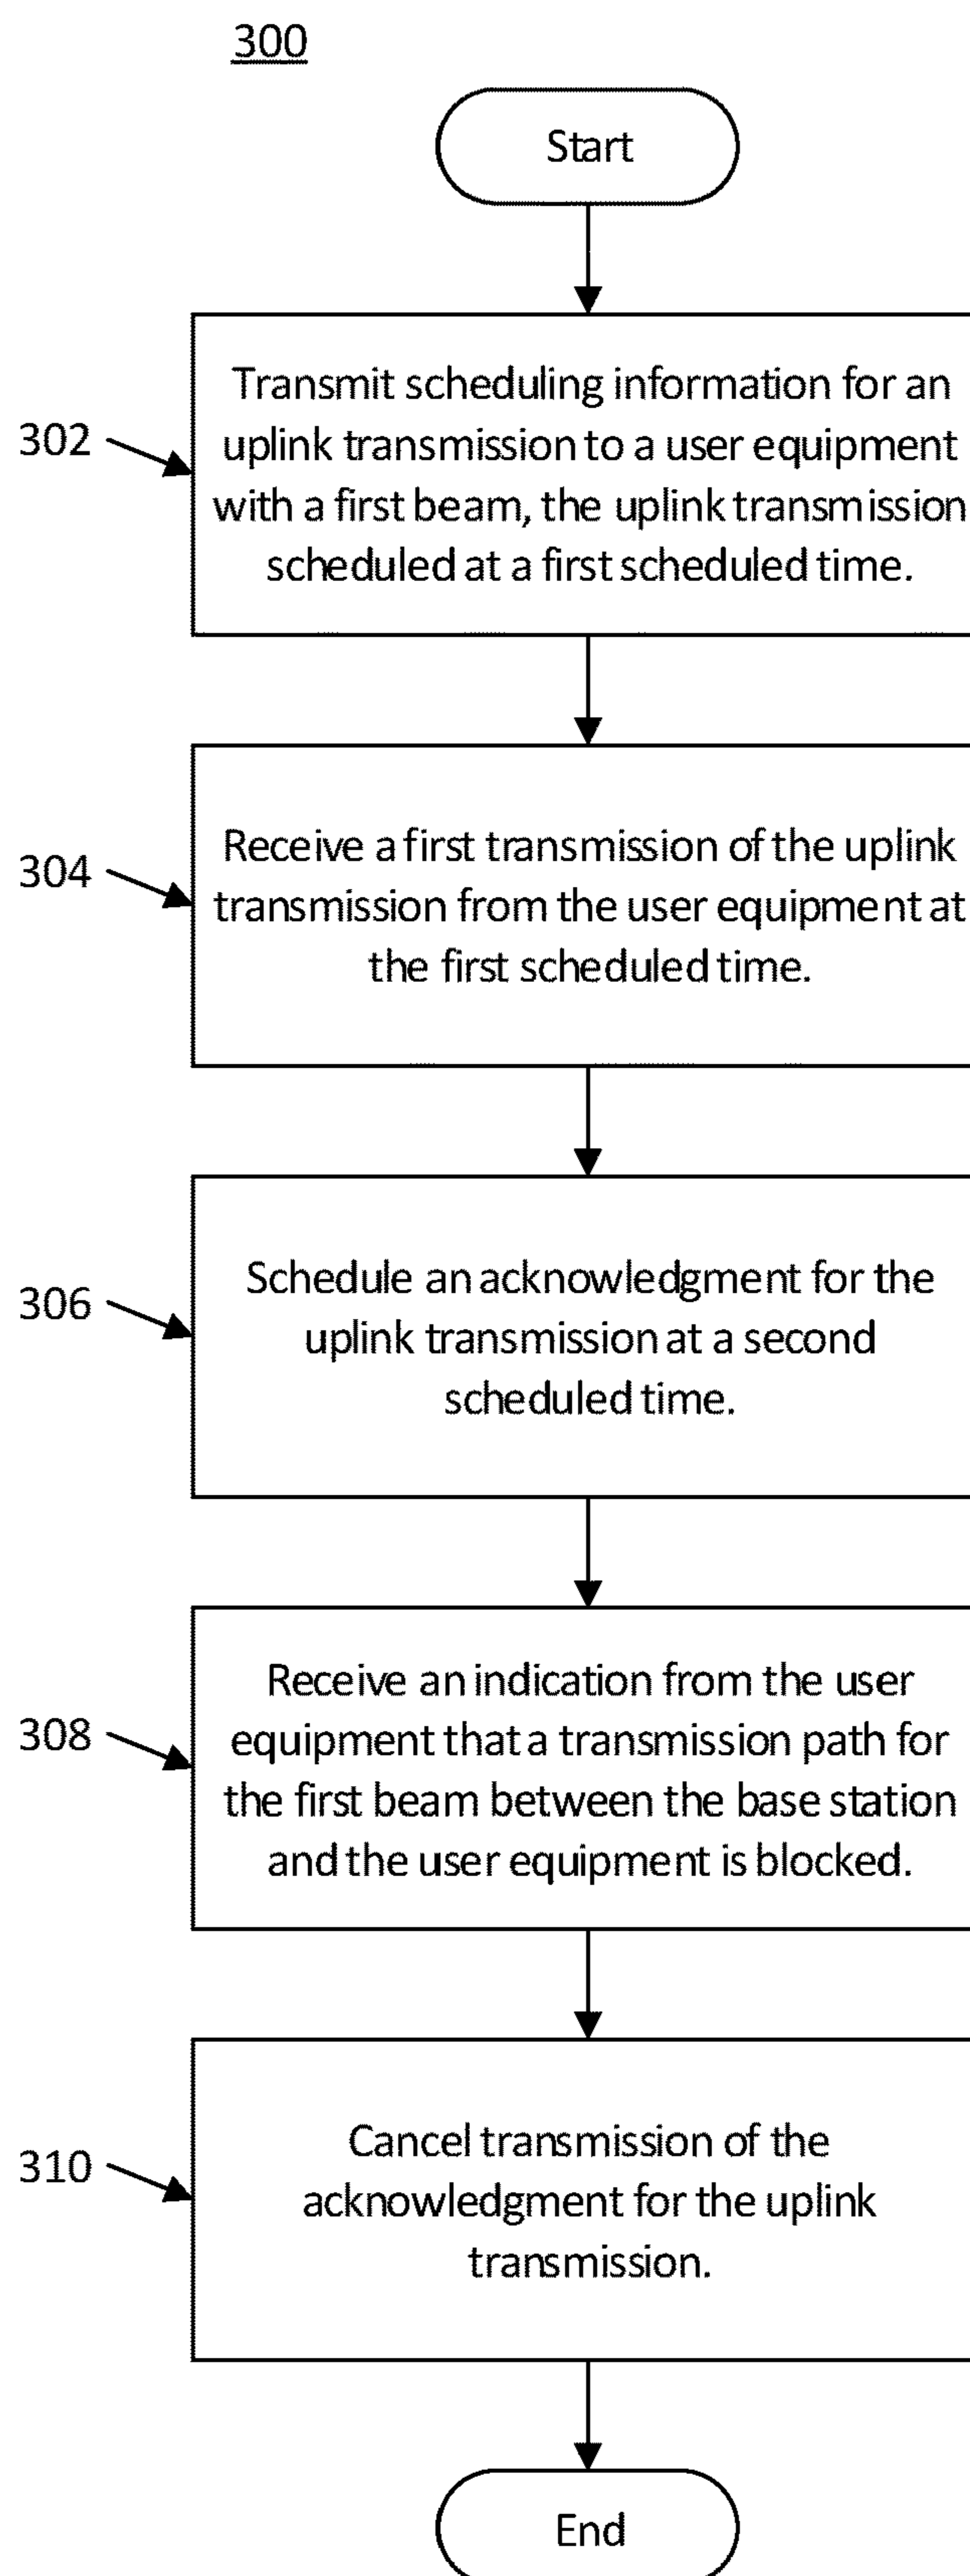 300
Start
302
Transmit scheduling information for an
uplink transmission to a user equipment
with a first beam, the uplink transmission
scheduled at a first scheduled time.
304
Receive a first transmission of the uplink
transmission from the user equipment at
the first scheduled time.
306
Schedule an acknowledgment for the
uplink transmission at a second
scheduled time.
308
Receive an indication from the user
equipment that a transmission path for
the first beam between the base station
and the user equipment is blocked.
310
Cancel transmission of the
acknowledgment for the uplink
transmission.
End